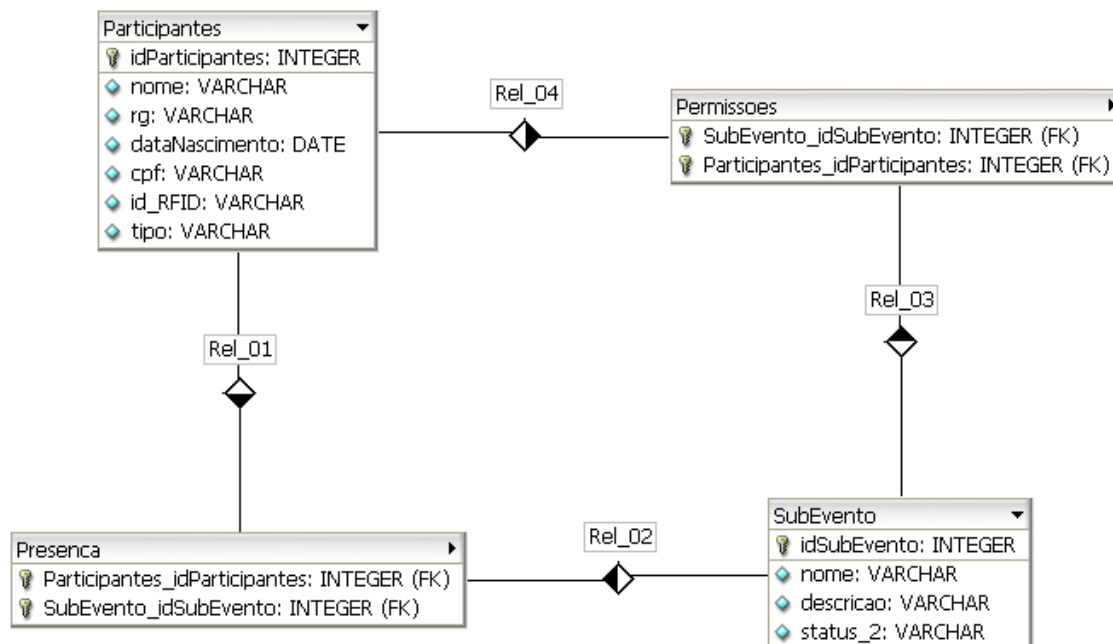 Participantes
idParticipantes: INTEGER
nome: VARCHAR
rg: VARCHAR
dataNascimento: DATE
cpf: VARCHAR
id_RFID: VARCHAR
tipo: VARCHAR
Rel_04
Permissoes
SubEvento_idSubEvento: INTEGER (FK)
Participantes_idParticipantes: INTEGER (FK)
Rel_01
Rel_03
Presenca
Participantes_idParticipantes: INTEGER (FK)
SubEvento_idSubEvento: INTEGER (FK)
Rel_02
SubEvento
idSubEvento: INTEGER
nome: VARCHAR
descricao: VARCHAR
status_2: VARCHAR